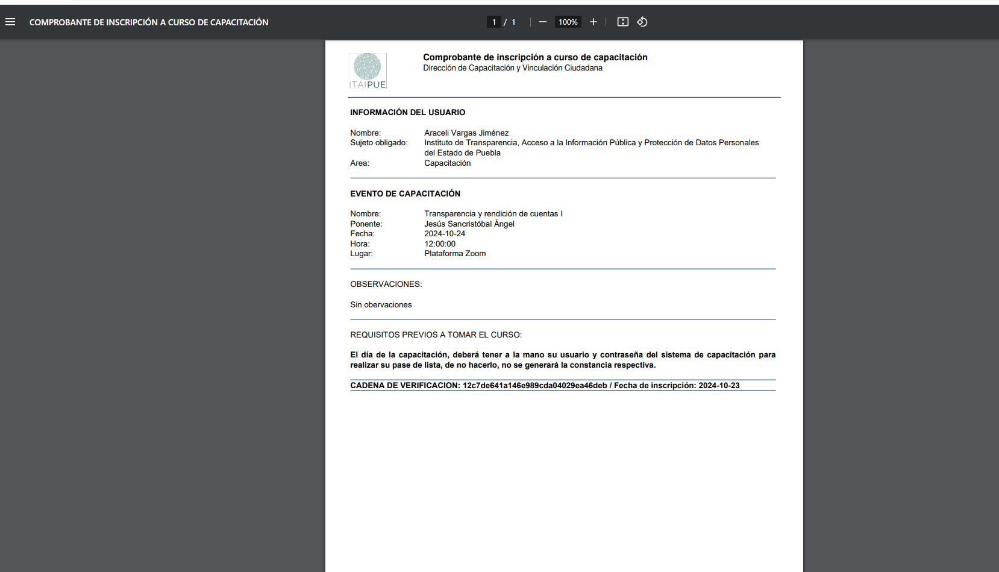 COMPROBANTE DE INSCRIPCIÓN A CURSO DE CAPACITACIÓN
1 / 1
100%
ITAIPUE
Comprobante de inscripción a curso de capacitación
Dirección de Capacitación y Vinculación Ciudadana
INFORMACIÓN DEL USUARIO
Nombre: Araceli Vargas Jiménez
Sujeto obligado: Instituto de Transparencia, Acceso a la Información Pública y Protección de Datos Personales
del Estado de Puebla
Area: Capacitación
EVENTO DE CAPACITACIÓN
Nombre: Transparencia y rendición de cuentas I
Ponente: Jesús Sancristóbal Ángel
Fecha: 2024-10-24
Hora: 12:00:00
Lugar: Plataforma Zoom
OBSERVACIONES:
Sin obervaciones
REQUISITOS PREVIOS A TOMAR EL CURSO:
El día de la capacitación, deberá tener a la mano su usuario y contraseña del sistema de capacitación para
realizar su pase de lista, de no hacerlo, no se generará la constancia respectiva.
CADENA DE VERIFICACION: 12c7de641a146e989cda04029ea46deb / Fecha de inscripción: 2024-10-23